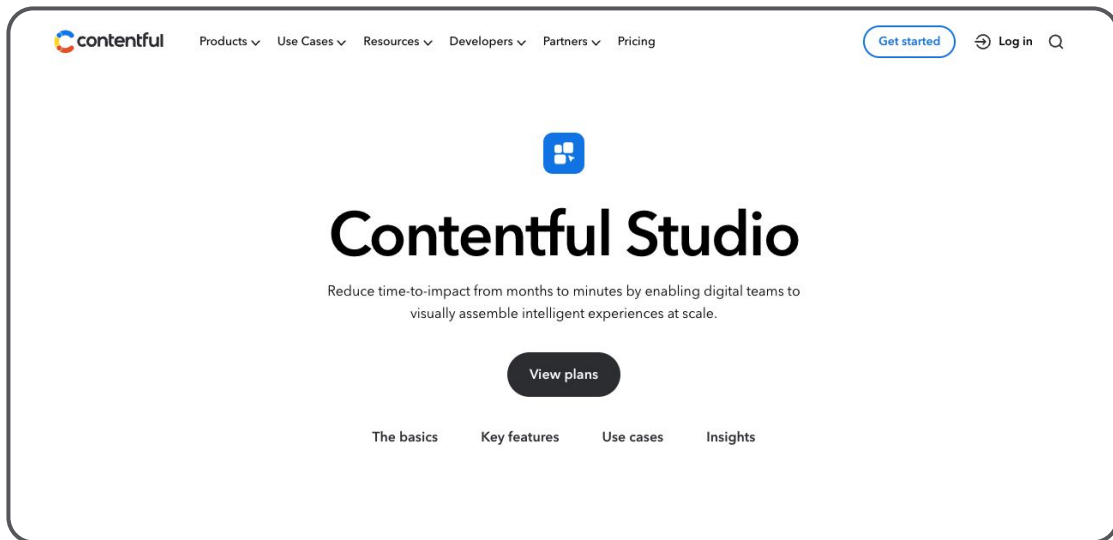 contentful Products Use Cases Resources Developers Partners Pricing Get started Log in
Contentful Studio
Reduce time-to-impact from months to minutes by enabling digital teams to
visually assemble intelligent experiences at scale.
View plans
The basics Key features Use cases Insights